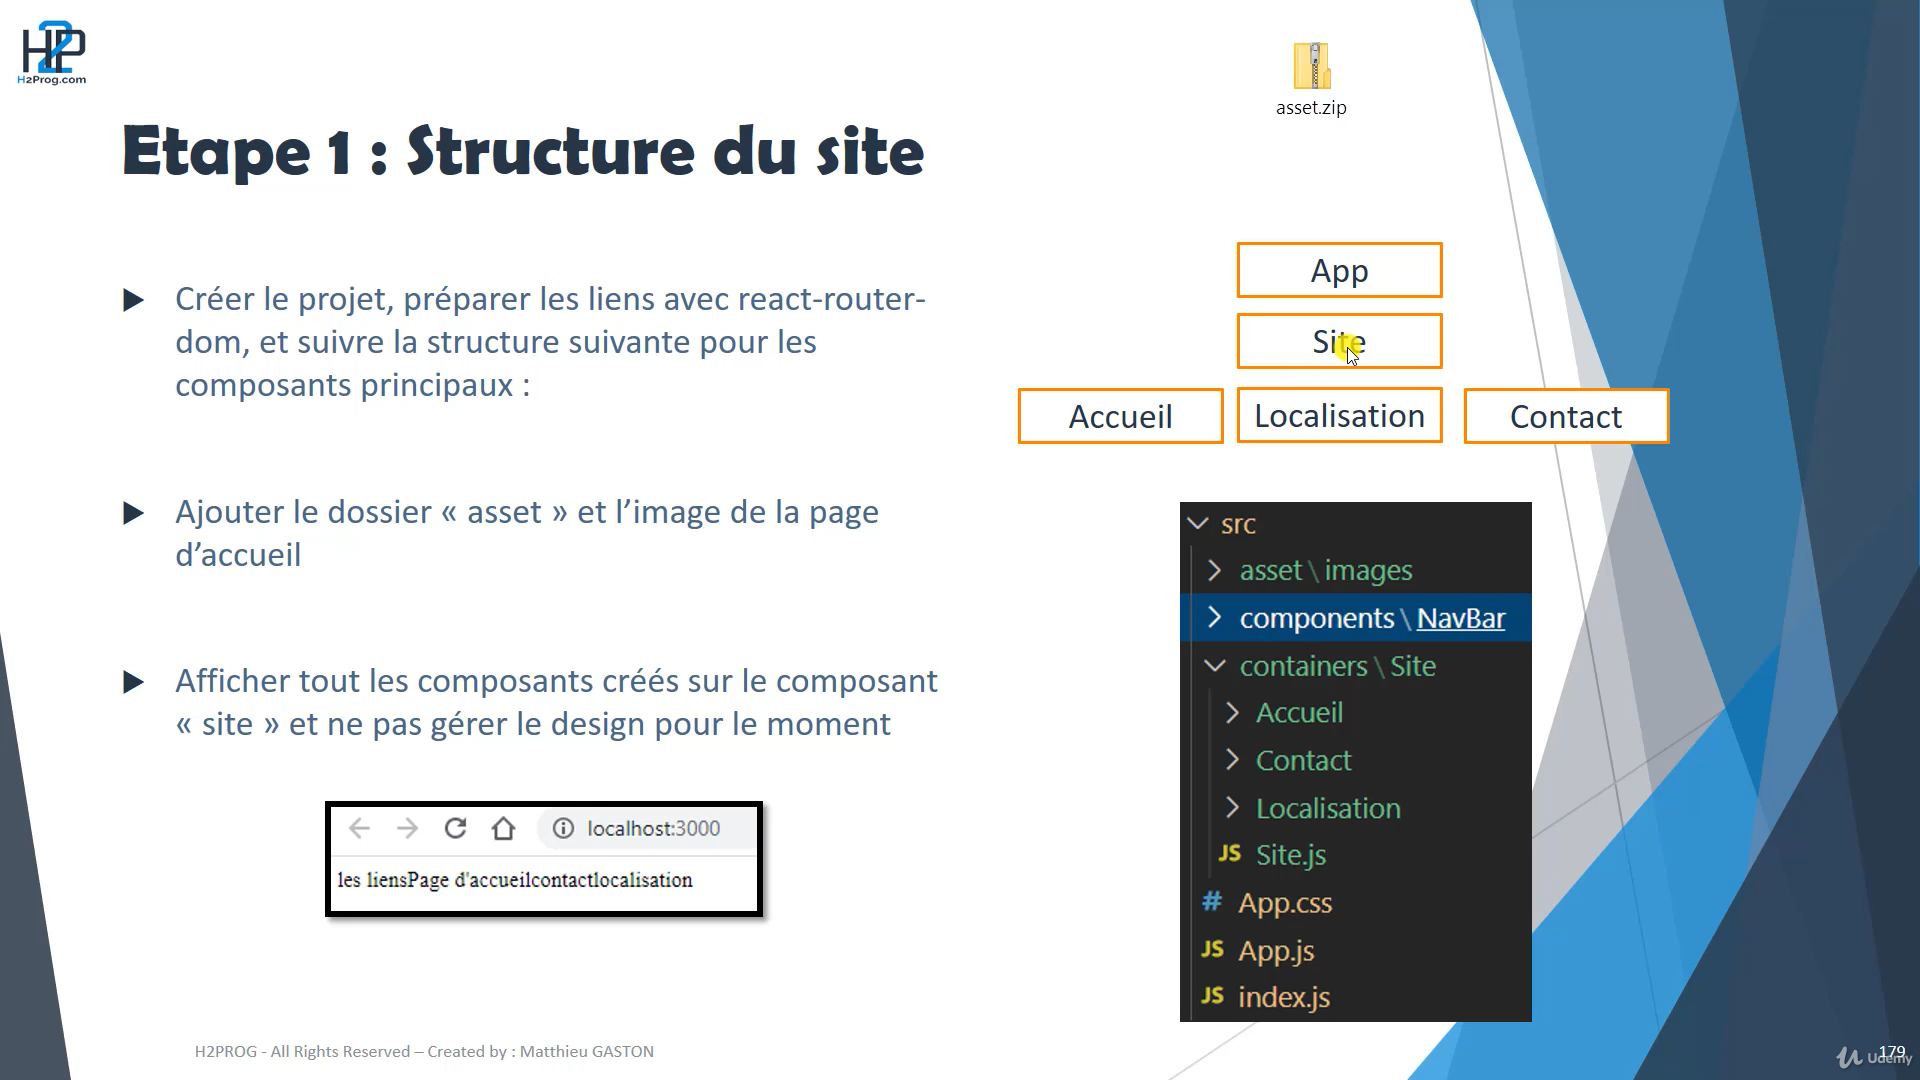 H2P
H2Prog.com
asset.zip
Etape 1 : Structure du site
Créer le projet, préparer les liens avec react-router-
dom, et suivre la structure suivante pour les
composants principaux :
Ajouter le dossier « asset » et l’image de la page
d’accueil
Afficher tout les composants créés sur le composant
« site » et ne pas gérer le design pour le moment
localhost:3000
les liensPage d'accueilcontactlocalisation
App
Site
Accueil
Localisation
Contact
src
asset \ images
components \ NavBar
containers \ Site
Accueil
Contact
Localisation
JS Site.js
# App.css
JS App.js
JS index.js
H2PROG - All Rights Reserved – Created by : Matthieu GASTON
179
Udemy